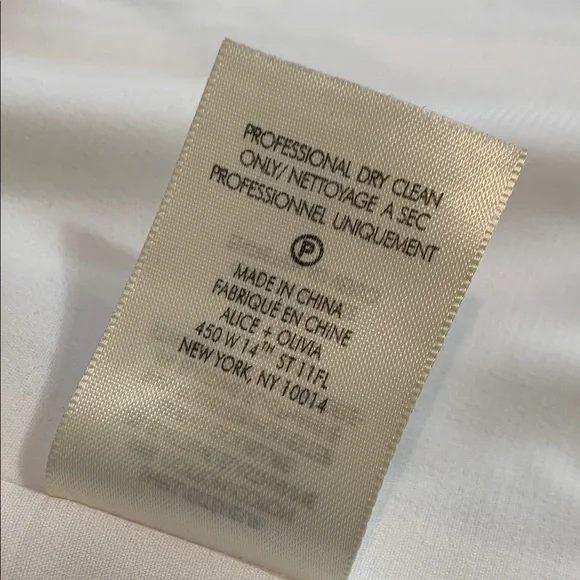 PROFESSIONAL DRY CLEAN
ONLY/ NETTOYAGE A SEC
PROFESSIONNEL UNIQUEMENT
P
MADE IN CHINA
FABRIQUÉ EN CHINE
ALICE + OLIVIA
450 W 14TH ST 11FL
NEW YORK, NY 10014